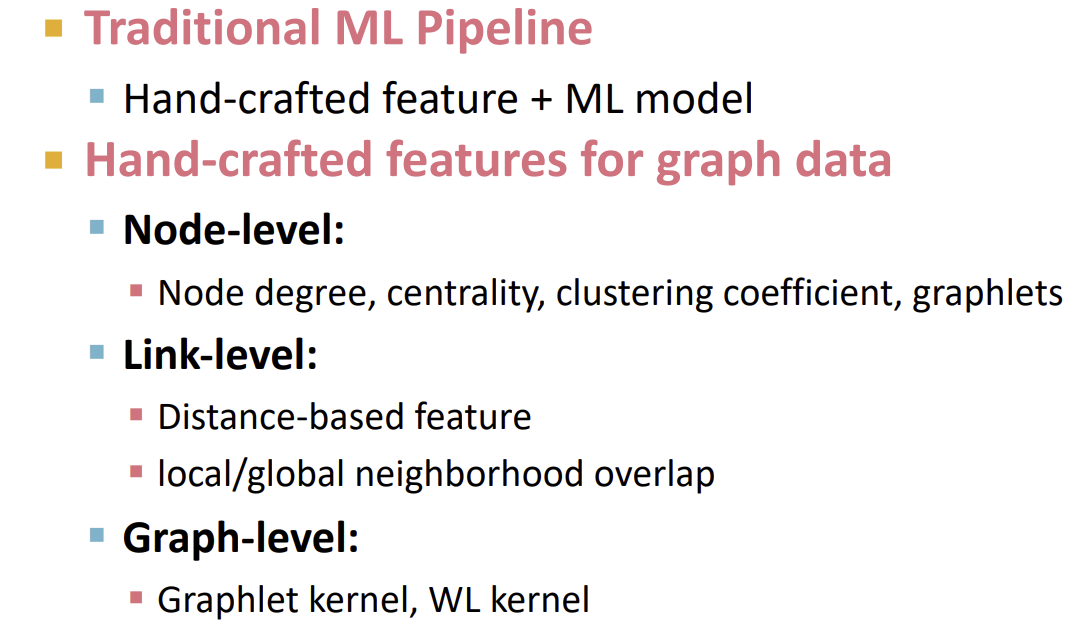 Traditional ML Pipeline
Hand-crafted feature + ML model
Hand-crafted features for graph data
Node-level:
Node degree, centrality, clustering coefficient, graphlets
Link-level:
Distance-based feature
local/global neighborhood overlap
Graph-level:
Graphlet kernel, WL kernel